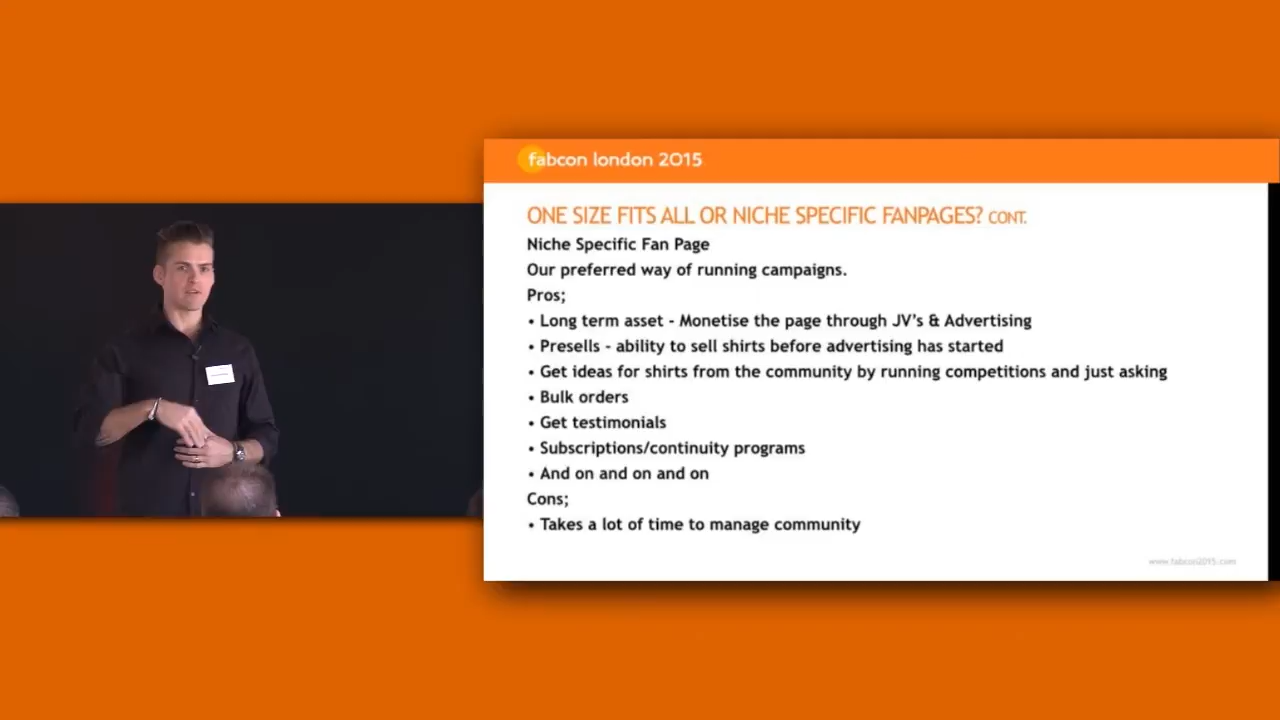 fabcon london 2015
ONE SIZE FITS ALL OR NICHE SPECIFIC FANPAGES? CONT.
Niche Specific Fan Page
Our preferred way of running campaigns.
Pros;
• Long term asset - Monetise the page through JV's & Advertising
• Presells - ability to sell shirts before advertising has started
• Get ideas for shirts from the community by running competitions and just asking
• Bulk orders
• Get testimonials
• Subscriptions/continuity programs
• And on and on and on
Cons;
• Takes a lot of time to manage community
www.fabcon2015.com